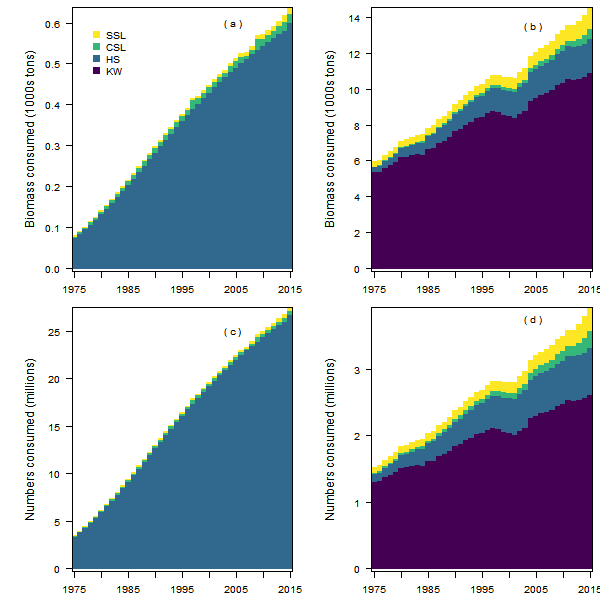 ( a )
SSL
CSL
HS
KW
Biomass consumed (1000s tons)
0.6
0.5
0.4
0.3
0.2
0.1
0.0
1975 1985 1995 2005 2015
( b )
Biomass consumed (1000s tons)
14
12
10
8
6
4
2
0
1975 1985 1995 2005 2015
( c )
Numbers consumed (millions)
25
20
15
10
5
0
1975 1985 1995 2005 2015
( d )
Numbers consumed (millions)
3
2
1
0
1975 1985 1995 2005 2015